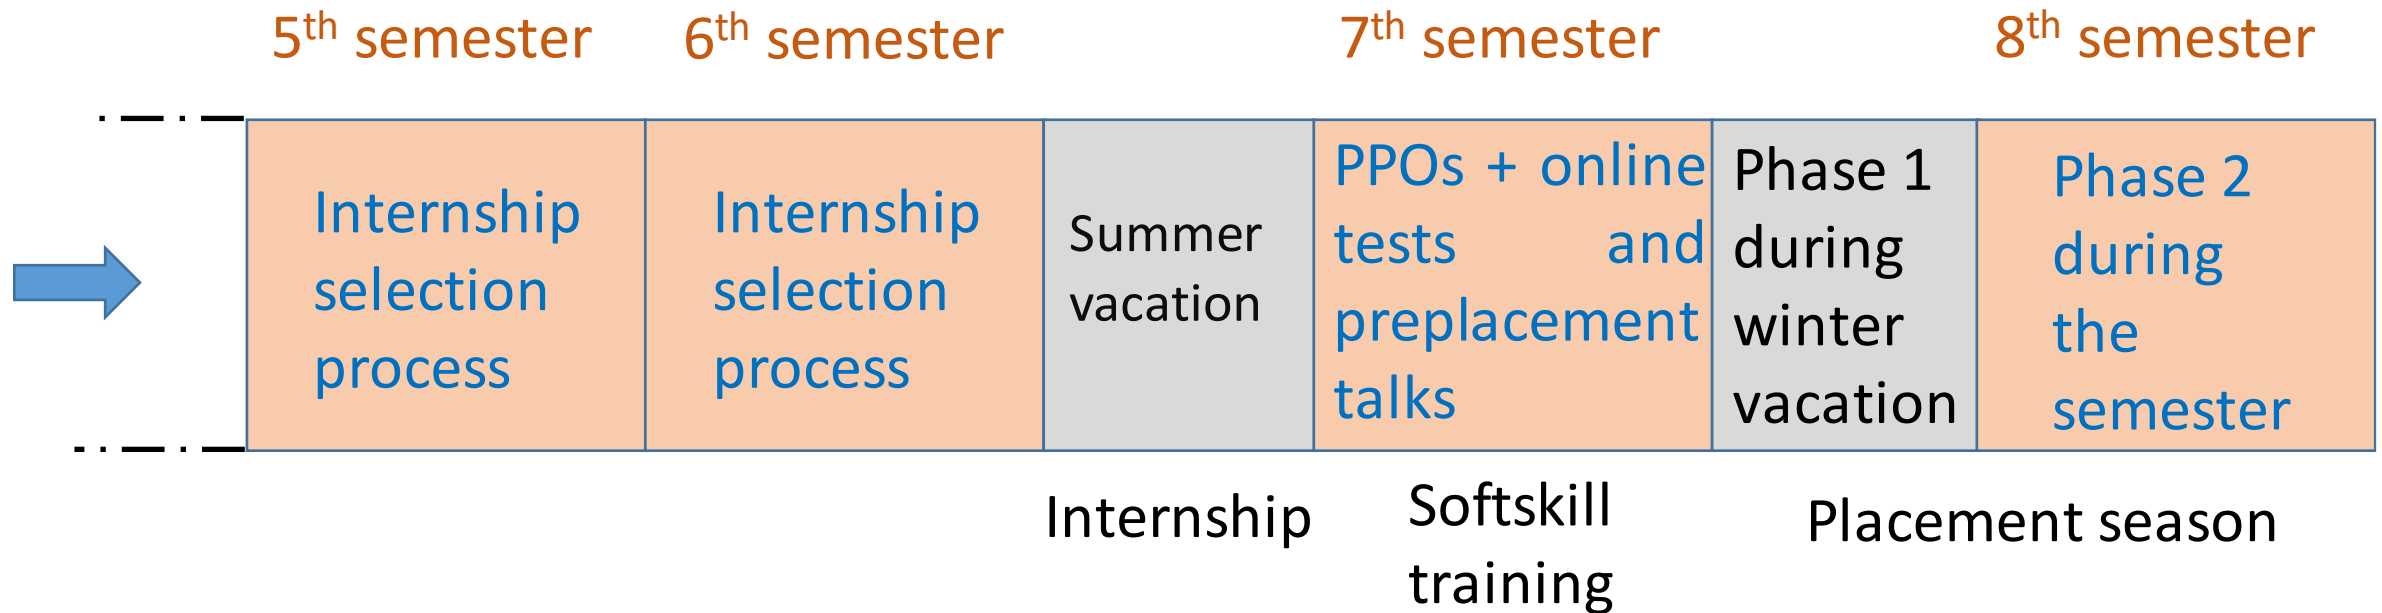 5th semester
6th semester
7th semester
8th semester
Internship
selection
process
Internship
selection
process
Summer
vacation
PPOs + online
tests and
preplacement
talks
Phase 1
during
winter
vacation
Phase 2
during
the
semester
Internship
Softskill
training
Placement season